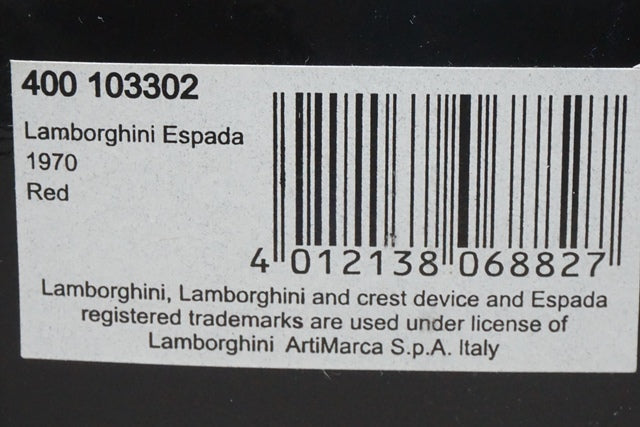 400 103302
Lamborghini Espada
1970
Red
4 012138 068827
Lamborghini, Lamborghini and crest device and Espada
registered trademarks are used under license of
Lamborghini ArtiMarca S.p.A. Italy